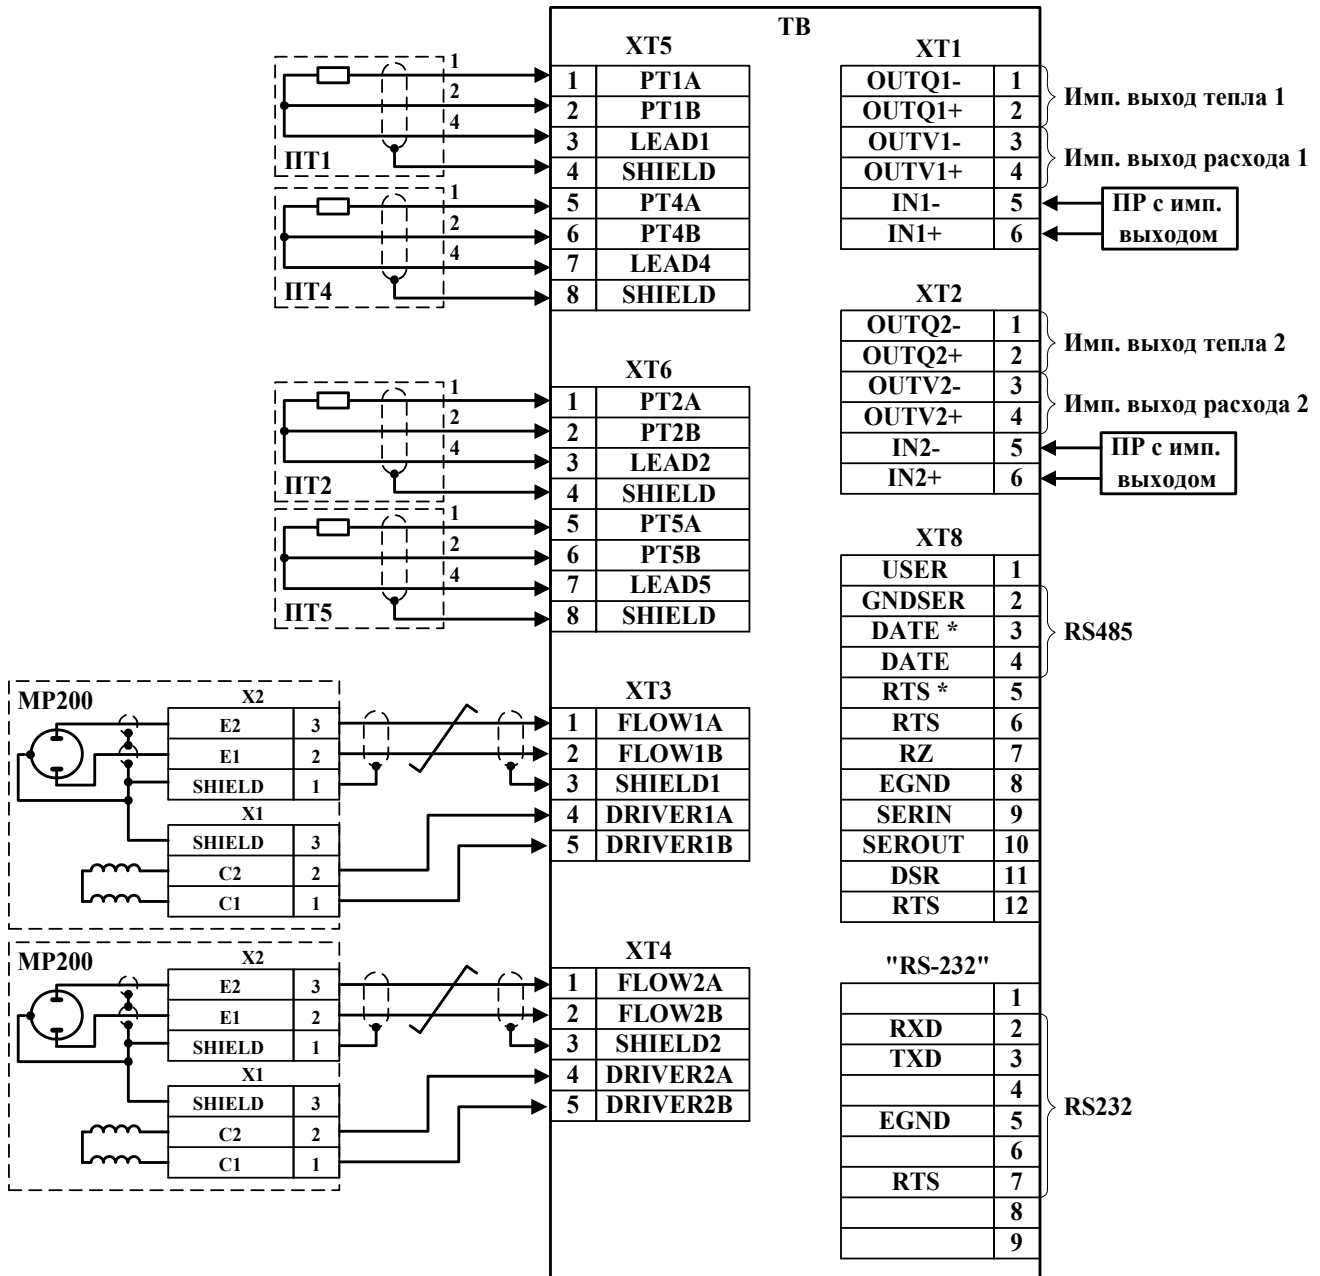 ТВ
XT5
1 PT1A
2 PT1B
3 LEAD1
4 SHIELD
5 PT4A
6 PT4B
7 LEAD4
8 SHIELD
1
2
4
ПТ1
1
2
4
ПТ4
XT6
1 PT2A
2 PT2B
3 LEAD2
4 SHIELD
5 PT5A
6 PT5B
7 LEAD5
8 SHIELD
1
2
4
ПТ2
1
2
4
ПТ5
МР200
X2
E2 3
E1 2
SHIELD 1
X1
SHIELD 3
C2 2
C1 1
XT3
1 FLOW1A
2 FLOW1B
3 SHIELD1
4 DRIVER1A
5 DRIVER1B
МР200
X2
E2 3
E1 2
SHIELD 1
X1
SHIELD 3
C2 2
C1 1
XT4
1 FLOW2A
2 FLOW2B
3 SHIELD2
4 DRIVER2A
5 DRIVER2B
XT1
OUTQ1- 1
OUTQ1+ 2
OUTV1- 3
OUTV1+ 4
IN1- 5
IN1+ 6
Имп. выход тепла 1
Имп. выход расхода 1
ПР с имп.
выходом
XT2
OUTQ2- 1
OUTQ2+ 2
OUTV2- 3
OUTV2+ 4
IN2- 5
IN2+ 6
Имп. выход тепла 2
Имп. выход расхода 2
ПР с имп.
выходом
XT8
USER 1
GNDSER 2
DATE * 3
DATE 4
RTS * 5
RTS 6
RZ 7
EGND 8
SERIN 9
SEROUT 10
DSR 11
RTS 12
RS485
"RS-232"
1
RXD 2
TXD 3
4
EGND 5
6
RTS 7
8
9
RS232